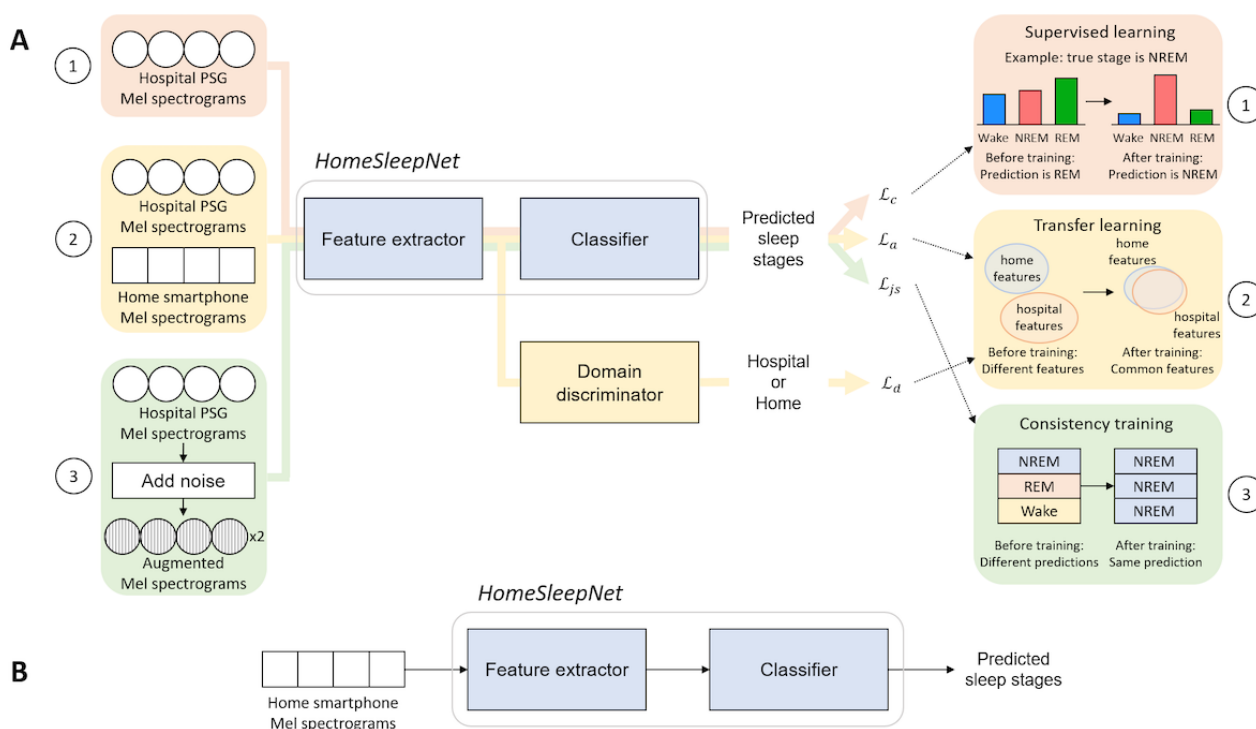 A
1
Hospital PSG
Mel spectrograms
2
Hospital PSG
Mel spectrograms
Home smartphone
Mel spectrograms
3
Hospital PSG
Mel spectrograms
Add noise
x2
Augmented
Mel spectrograms
HomeSleepNet
Feature extractor
Classifier
Domain
discriminator
Predicted
sleep
stages
Hospital
or
Home
ℒc
ℒa
ℒjs
ℒd
Supervised learning
Example: true stage is NREM
Wake NREM REM
Wake NREM REM
Before training:
Prediction is REM
After training:
Prediction is NREM
1
Transfer learning
home
features
hospital features
home
features
hospital
features
Before training:
Different features
After training:
Common features
2
Consistency training
NREM
REM
Wake
NREM
NREM
NREM
Before training:
Different predictions
After training:
Same prediction
3
B
HomeSleepNet
Home smartphone
Mel spectrograms
Feature extractor
Classifier
Predicted
sleep stages